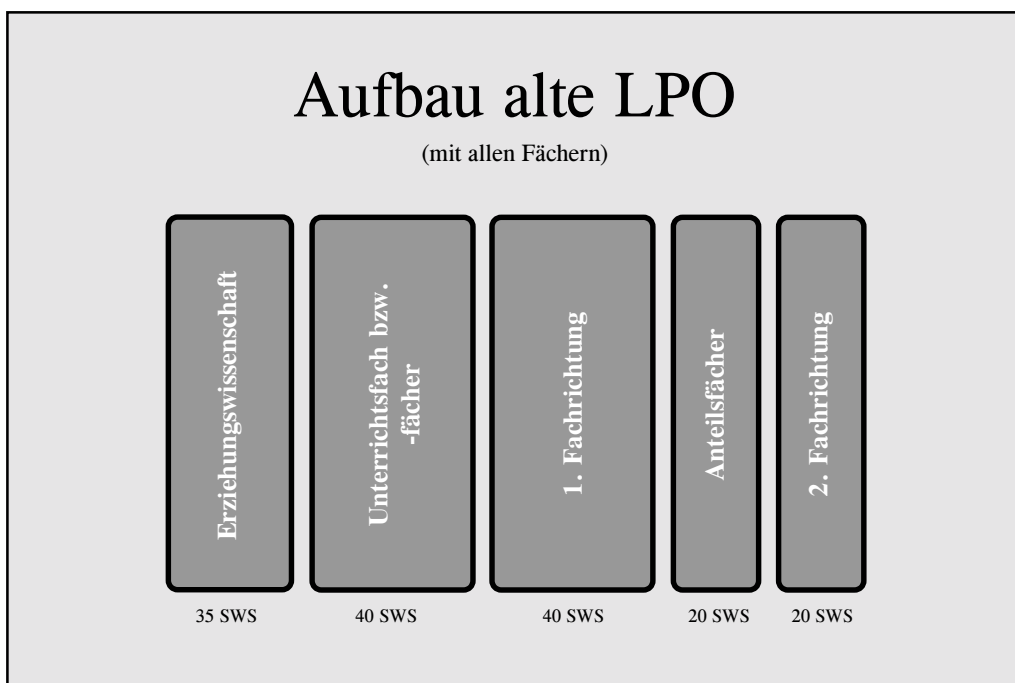 Aufbau alte LPO
(mit allen Fächern)
Erziehungswissenschaft
Unterrichtsfach bzw.
-fächer
1. Fachrichtung
Anteilsfächer
2. Fachrichtung
35 SWS
40 SWS
40 SWS
20 SWS
20 SWS